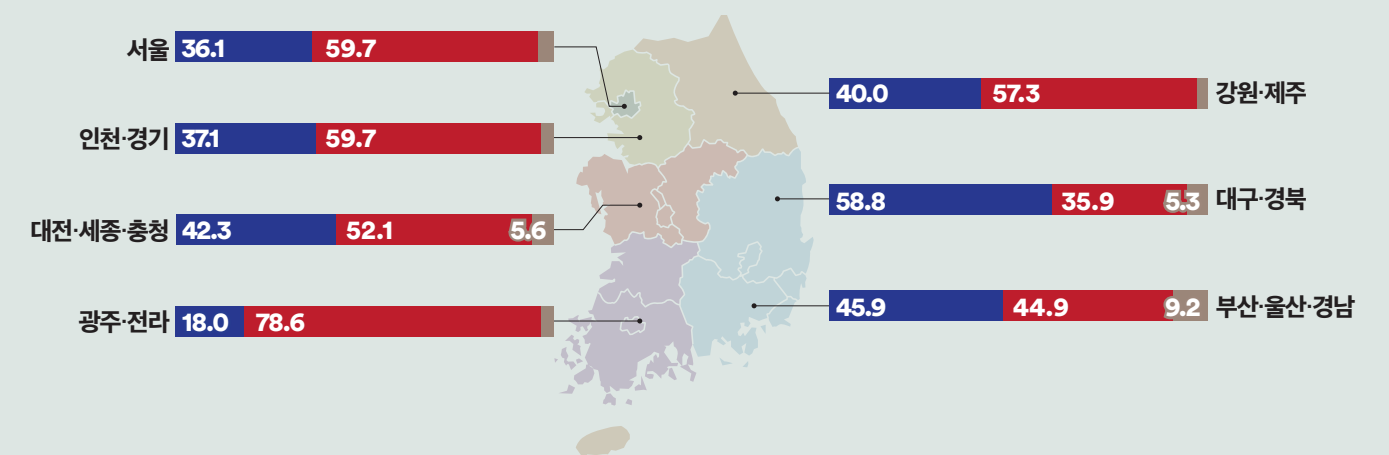 서울 36.1 59.7
인천·경기 37.1 59.7
대전·세종·충청 42.3 52.1 5.6
광주·전라 18.0 78.6
40.0 57.3 강원·제주
58.8 35.9 5.3 대구·경북
45.9 44.9 9.2 부산·울산·경남